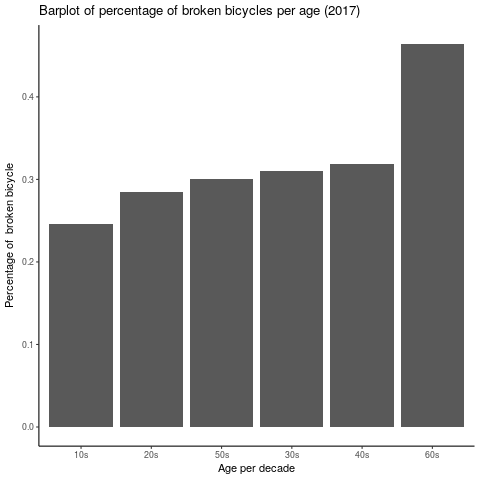 Barplot of percentage of broken bicycles per age (2017)
Percentage of  broken bicycle
0.4
0.3
0.2
0.1
0.0
10s 20s 50s 30s 40s 60s
Age per decade